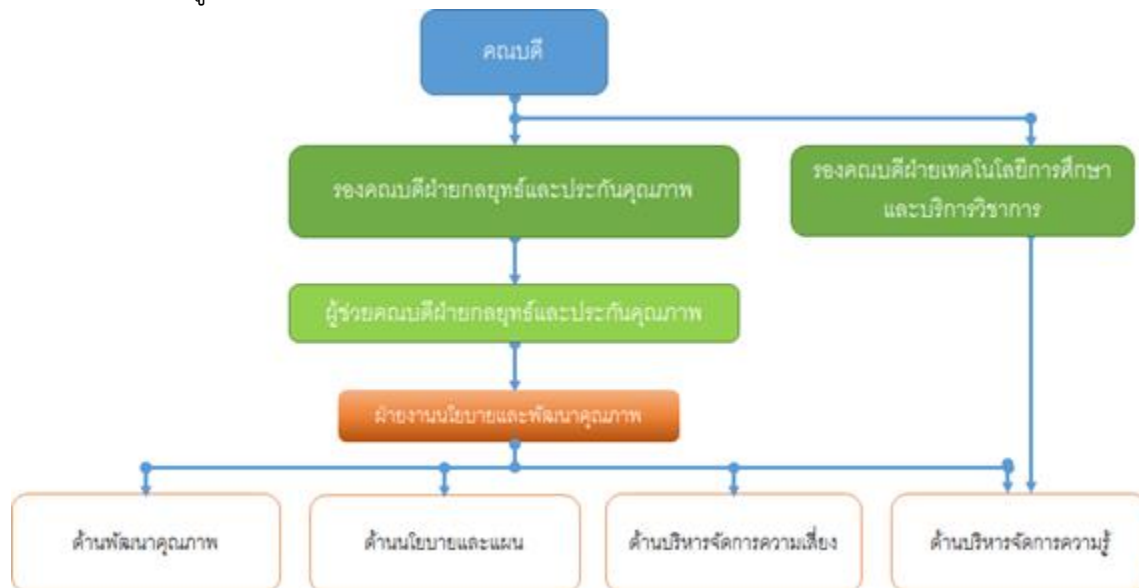 คณบดี
รองคณบดีฝ่ายกลยุทธ์และประกันคุณภาพ
รองคณบดีฝ่ายเทคโนโลยีการศึกษา
และบริการวิชาการ
ผู้ช่วยคณบดีฝ่ายกลยุทธ์และประกันคุณภาพ
ฝ่ายงานนโยบายและพัฒนาคุณภาพ
ด้านพัฒนาคุณภาพ
ด้านนโยบายและแผน
ด้านบริหารจัดการความเสี่ยง
ด้านบริหารจัดการความรู้